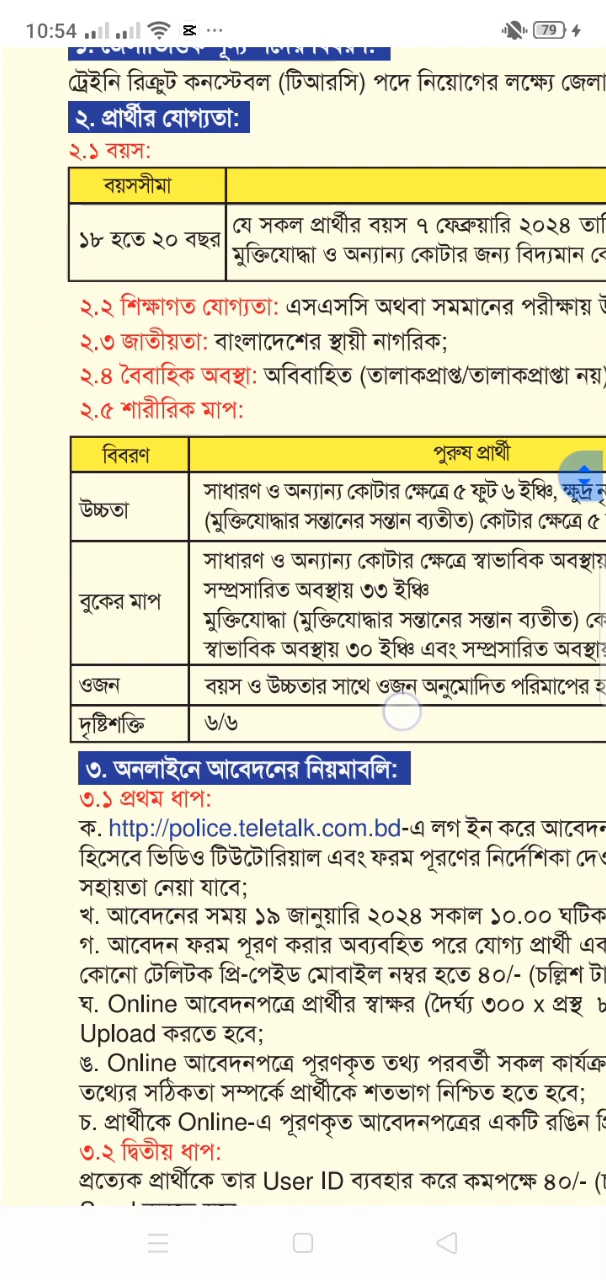 10:54
79
ট্রেইনি রিক্রুট কনস্টেবল (টিআরসি) পদে নিয়োগের লক্ষ্যে জেলা
২. প্রার্থীর যোগ্যতা:
২.১ বয়স:
বয়সসীমা
১৮ হতে ২০ বছর
যে সকল প্রার্থীর বয়স ৭ ফেব্রুয়ারি ২০২৪ তারি
মুক্তিযোদ্ধা ও অন্যান্য কোটার জন্য বিদ্যমান কো
২.২ শিক্ষাগত যোগ্যতা: এসএসসি অথবা সমমানের পরীক্ষায়
২.৩ জাতীয়তা: বাংলাদেশের স্থায়ী নাগরিক;
২.৪ বৈবাহিক অবস্থা: অবিবাহিত (তালাকপ্রাপ্ত/তালাকপ্রাপ্তা নয়)
২.৫ শারীরিক মাপ:
বিবরণ
পুরুষ প্রার্থী
উচ্চতা
সাধারণ ও অন্যান্য কোটার ক্ষেত্রে ৫ ফুট ৬ ইঞ্চি, ক্ষুদ্র নৃ
(মুক্তিযোদ্ধার সন্তানের সন্তান ব্যতীত) কোটার ক্ষেত্রে ৫
বুকের মাপ
সাধারণ ও অন্যান্য কোটার ক্ষেত্রে স্বাভাবিক অবস্থায়
সম্প্রসারিত অবস্থায় ৩৩ ইঞ্চি
মুক্তিযোদ্ধা (মুক্তিযোদ্ধার সন্তানের সন্তান ব্যতীত) কো
স্বাভাবিক অবস্থায় ৩০ ইঞ্চি এবং সম্প্রসারিত অবস্থায়
ওজন
বয়স ও উচ্চতার সাথে ওজন অনুমোদিত পরিমাপের হ
দৃষ্টিশক্তি
৬/৬
৩. অনলাইনে আবেদনের নিয়মাবলি:
৩.১ প্রথম ধাপ:
ক. http://police.teletalk.com.bd-এ লগ ইন করে আবেদন
হিসেবে ভিডিও টিউটোরিয়াল এবং ফরম পূরণের নির্দেশিকা দেও
সহায়তা নেয়া যাবে;
খ. আবেদনের সময় ১৯ জানুয়ারি ২০২৪ সকাল ১০.০০ ঘটিক
গ. আবেদন ফরম পূরণ করার অব্যবহিত পরে যোগ্য প্রার্থী এব
কোনো টেলিটক প্রি-পেইড মোবাইল নম্বর হতে ৪০/- (চল্লিশ টা
ঘ. Online আবেদনপত্রে প্রার্থীর স্বাক্ষর (দৈর্ঘ্য ৩০০ x প্রস্থ ৮
Upload করতে হবে;
ঙ. Online আবেদনপত্রে পূরণকৃত তথ্য পরবর্তী সকল কার্যক্র
তথ্যের সঠিকতা সম্পর্কে প্রার্থীকে শতভাগ নিশ্চিত হতে হবে;
চ. প্রার্থীকে Online-এ পূরণকৃত আবেদনপত্রের একটি রঙিন প্রি
৩.২ দ্বিতীয় ধাপ:
প্রত্যেক প্রার্থীকে তার User ID ব্যবহার করে কমপক্ষে ৪০/- (চ